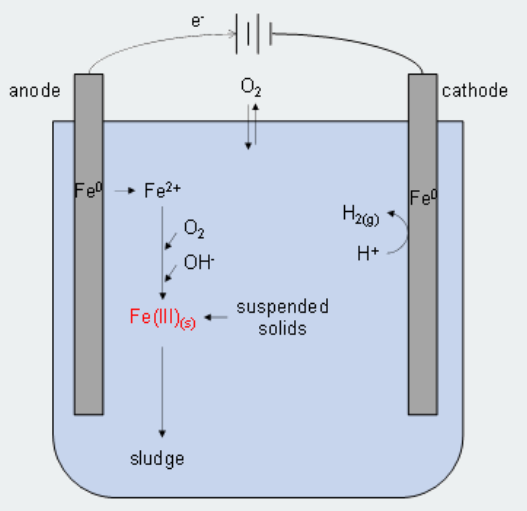 e⁻
anode
O₂
cathode
Fe⁰
Fe²⁺
Fe⁰
H₂(g)
O₂
H⁺
OH⁻
Fe(III)(s)
suspended
solids
sludge